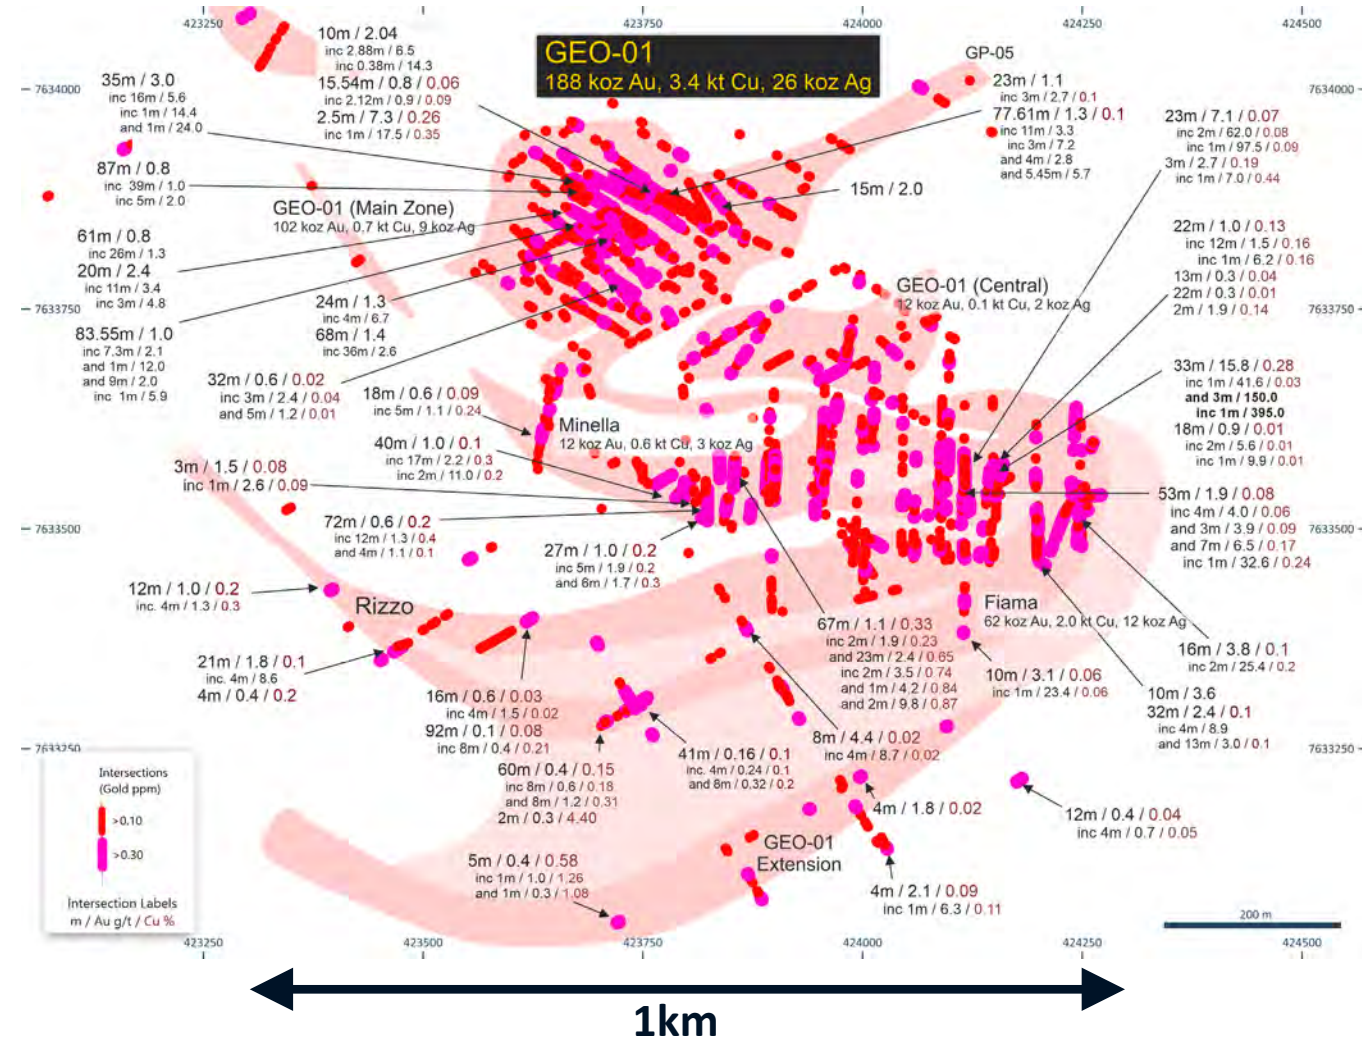 423250
423750
424000
424250
424500
7634000
7634000
10m / 2.04
inc 2.88m / 6.5
inc 0.38m / 14.3
15.54m / 0.8 / 0.06
inc 2.12m / 0.9 / 0.09
2.5m / 7.3 / 0.26
inc 1m / 17.5 / 0.35
GEO-01
188 koz Au, 3.4 kt Cu, 26 koz Ag
GP-05
23m / 1.1
inc 3m / 2.7 / 0.1
77.61m / 1.3 / 0.1
inc 11m / 3.3
inc 3m / 7.2
and 4m / 2.8
and 5.45m / 5.7
35m / 3.0
inc 16m / 5.6
inc 1m / 14.4
and 1m / 24.0
87m / 0.8
inc 39m / 1.0
inc 5m / 2.0
GEO-01 (Main Zone)
102 koz Au, 0.7 kt Cu, 9 koz Ag
15m / 2.0
23m / 7.1 / 0.07
inc 2m / 62.0 / 0.08
inc 1m / 97.5 / 0.09
3m / 2.7 / 0.19
inc 1m / 7.0 / 0.44
61m / 0.8
inc 26m / 1.3
20m / 2.4
inc 11m / 3.4
inc 3m / 4.8
22m / 1.0 / 0.13
inc 12m / 1.5 / 0.16
inc 1m / 6.2 / 0.16
13m / 0.3 / 0.04
22m / 0.3 / 0.01
2m / 1.9 / 0.14
GEO-01 (Central)
12 koz Au, 0.1 kt Cu, 2 koz Ag
7633750
7633750
24m / 1.3
inc 4m / 6.7
68m / 1.4
inc 36m / 2.6
83.55m / 1.0
inc 7.3m / 2.1
and 1m / 12.0
and 9m / 2.0
inc 1m / 5.9
32m / 0.6 / 0.02
inc 3m / 2.4 / 0.04
and 5m / 1.2 / 0.01
18m / 0.6 / 0.09
inc 5m / 1.1 / 0.24
33m / 15.8 / 0.28
inc 1m / 41.6 / 0.03
and 3m / 150.0
inc 1m / 395.0
18m / 0.9 / 0.01
inc 2m / 5.6 / 0.01
inc 1m / 9.9 / 0.01
Minella
12 koz Au, 0.6 kt Cu, 3 koz Ag
40m / 1.0 / 0.1
inc 17m / 2.2 / 0.3
inc 2m / 11.0 / 0.2
3m / 1.5 / 0.08
inc 1m / 2.6 / 0.09
53m / 1.9 / 0.08
inc 4m / 4.0 / 0.06
and 3m / 3.9 / 0.09
and 7m / 6.5 / 0.17
inc 1m / 32.6 / 0.24
7633500
7633500
72m / 0.6 / 0.2
inc 12m / 1.3 / 0.4
and 4m / 1.1 / 0.1
27m / 1.0 / 0.2
inc 5m / 1.9 / 0.2
and 6m / 1.7 / 0.3
12m / 1.0 / 0.2
inc. 4m / 1.3 / 0.3
Rizzo
Fiama
62 koz Au, 2.0 kt Cu, 12 koz Ag
67m / 1.1 / 0.33
inc 2m / 1.9 / 0.23
and 23m / 2.4 / 0.65
inc 2m / 3.5 / 0.74
and 1m / 4.2 / 0.84
and 2m / 9.8 / 0.87
16m / 3.8 / 0.1
inc 2m / 25.4 / 0.2
21m / 1.8 / 0.1
inc. 4m / 8.6
4m / 0.4 / 0.2
10m / 3.1 / 0.06
inc 1m / 23.4 / 0.06
16m / 0.6 / 0.03
inc 4m / 1.5 / 0.02
92m / 0.1 / 0.08
inc 8m / 0.4 / 0.21
10m / 3.6
32m / 2.4 / 0.1
inc 4m / 8.9
and 13m / 3.0 / 0.1
8m / 4.4 / 0.02
inc 4m / 8.7 / 0.02
7633250
7633250
41m / 0.16 / 0.1
inc. 4m / 0.24 / 0.1
and 8m / 0.32 / 0.2
60m / 0.4 / 0.15
inc 8m / 0.6 / 0.18
and 8m / 1.2 / 0.31
2m / 0.3 / 4.40
Intersections
(Gold ppm)
>0.10
>0.30
Intersection Labels
m / Au g/t / Cu %
4m / 1.8 / 0.02
12m / 0.4 / 0.04
inc 4m / 0.7 / 0.05
GEO-01
Extension
5m / 0.4 / 0.58
inc 1m / 1.0 / 1.26
and 1m / 0.3 / 1.08
4m / 2.1 / 0.09
inc 1m / 6.3 / 0.11
200 m
423250
423500
423750
424000
424250
424500
1km